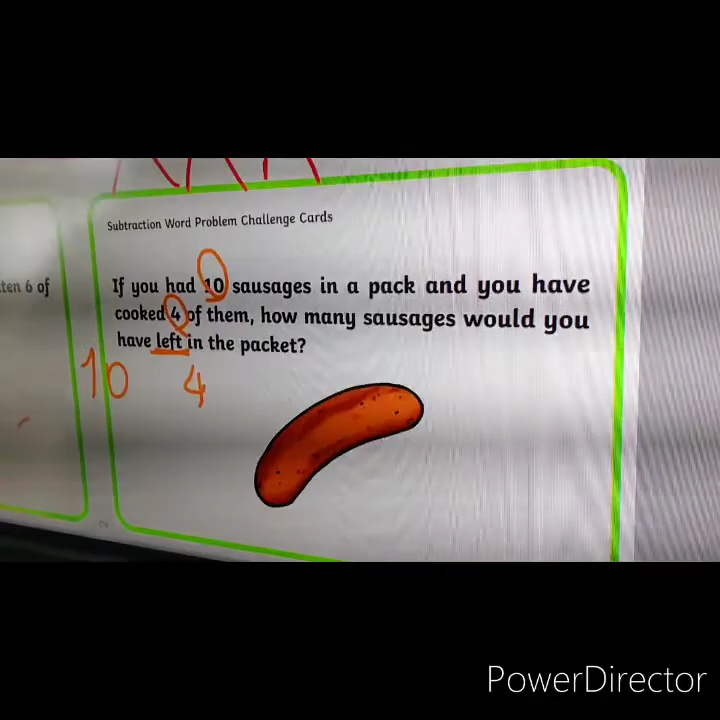 Subtraction Word Problem Challenge Cards
ten 6 of
If you had 10 sausages in a pack and you have
cooked 4 of them, how many sausages would you
have left in the packet?
10 4
PowerDirector